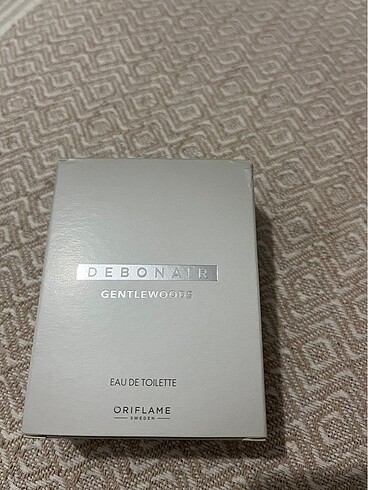 DEBONAIR
GENTLEWOODS
EAU DE TOILETTE
ORIFLAME
SWEDEN